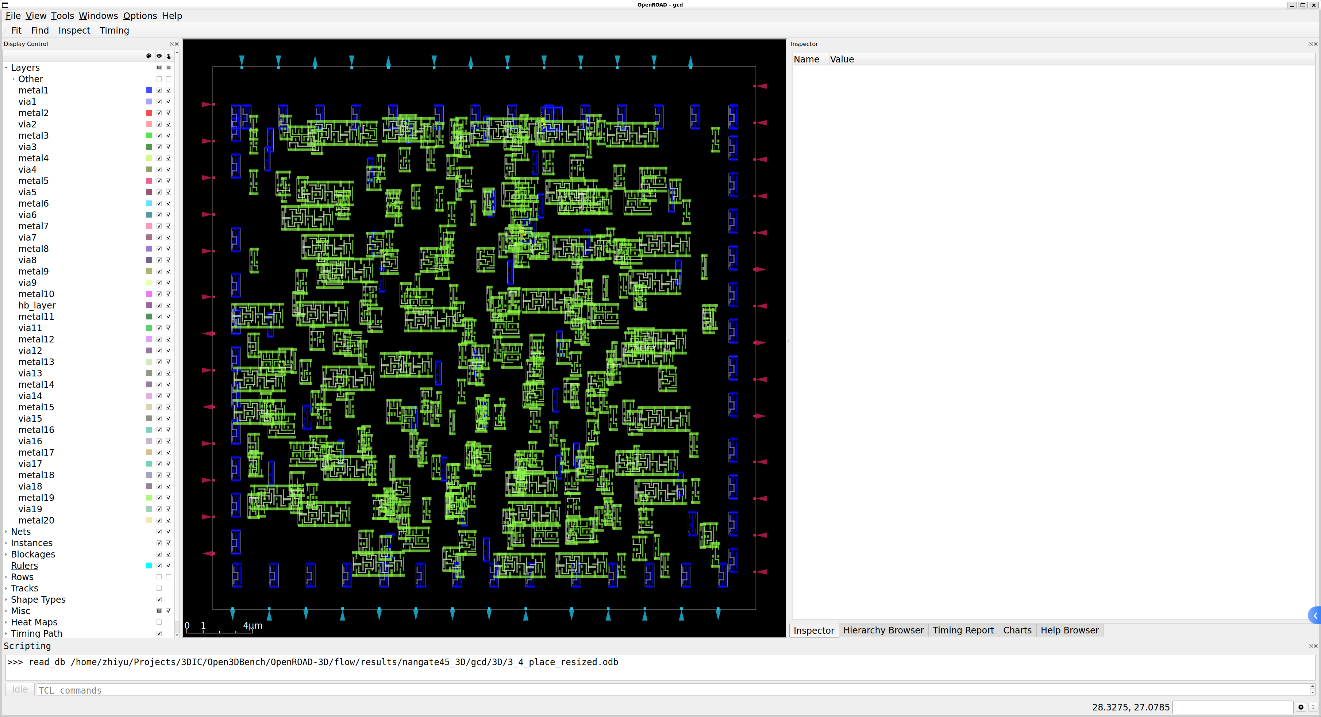 OpenROAD - gcd
File View Tools Windows Options Help
Fit Find Inspect Timing
Display Control
Inspector
Name Value
Layers
Other
metal1
via1
metal2
via2
metal3
via3
metal4
via4
metal5
via5
metal6
via6
metal7
via7
metal8
via8
metal9
via9
metal10
hb_layer
metal11
via11
metal12
via12
metal13
via13
metal14
via14
metal15
via15
metal16
via16
metal17
via17
metal18
via18
metal19
via19
metal20
Nets
Instances
Blockages
Rulers
Rows
Tracks
Shape Types
Misc
Heat Maps
Timing Path
0 1 4μm
Inspector Hierarchy Browser Timing Report Charts Help Browser
Scripting
>>> read_db /home/zhiyu/Projects/3DIC/Open3DBench/OpenROAD-3D/flow/results/nangate45_3D/gcd/3D/3_4_place_resized.odb
Idle TCL commands
28.3275, 27.0785